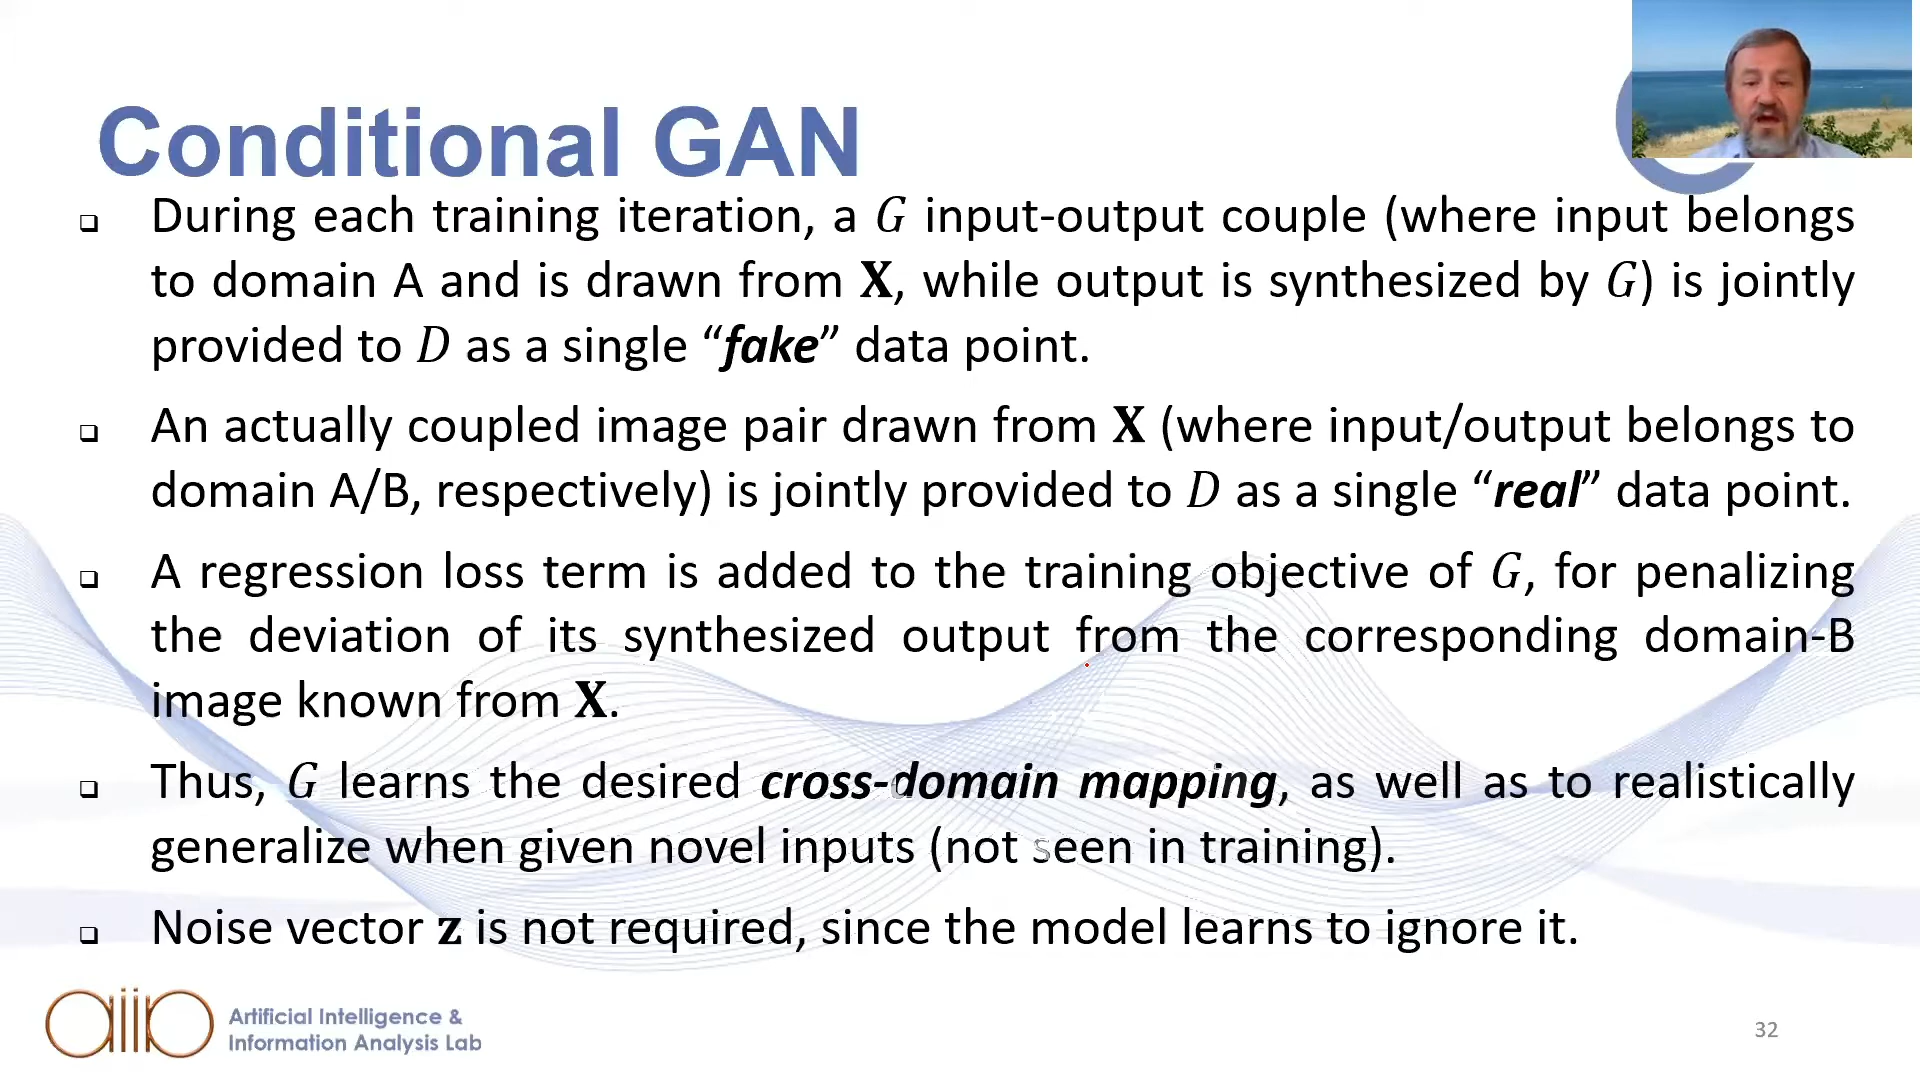 Conditional GAN
❑ During each training iteration, a G input-output couple (where input belongs
to domain A and is drawn from X, while output is synthesized by G) is jointly
provided to D as a single “fake” data point.
❑ An actually coupled image pair drawn from X (where input/output belongs to
domain A/B, respectively) is jointly provided to D as a single “real” data point.
❑ A regression loss term is added to the training objective of G, for penalizing
the deviation of its synthesized output from the corresponding domain-B
image known from X.
❑ Thus, G learns the desired cross-domain mapping, as well as to realistically
generalize when given novel inputs (not seen in training).
❑ Noise vector z is not required, since the model learns to ignore it.
aiia
Artificial Intelligence &
Information Analysis Lab
32